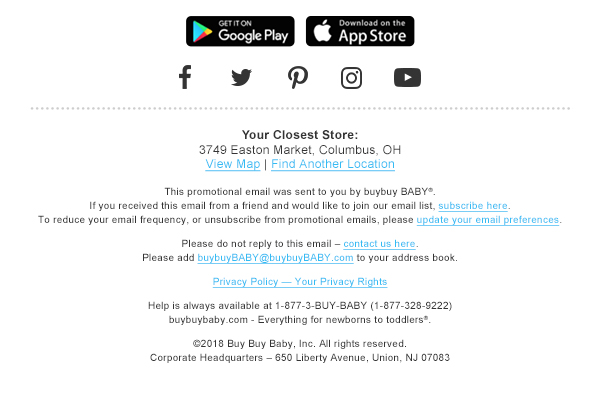 GET IT ON
Google Play
Download on the
App Store
Your Closest Store:
3749 Easton Market, Columbus, OH
View Map | Find Another Location
This promotional email was sent to you by buybuy BABY®.
If you received this email from a friend and would like to join our email list, subscribe here.
To reduce your email frequency, or unsubscribe from promotional emails, please update your email preferences.
Please do not reply to this email – contact us here.
Please add buybuyBABY@buybuyBABY.com to your address book.
Privacy Policy — Your Privacy Rights
Help is always available at 1-877-3-BUY-BABY (1-877-328-9222)
buybuybaby.com - Everything for newborns to toddlers®.
©2018 Buy Buy Baby, Inc. All rights reserved.
Corporate Headquarters – 650 Liberty Avenue, Union, NJ 07083